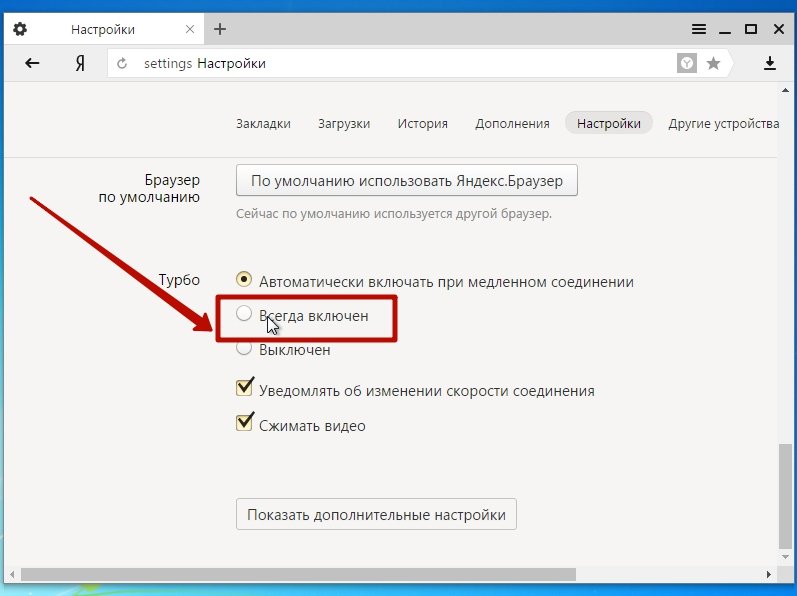 Настройки
Я
settings Настройки
Закладки Загрузки История Дополнения Настройки Другие устройства
Браузер
по умолчанию
По умолчанию использовать Яндекс.Браузер
Сейчас по умолчанию используется другой браузер.
Турбо
Автоматически включать при медленном соединении
Всегда включен
Выключен
Уведомлять об изменении скорости соединения
Сжимать видео
Показать дополнительные настройки